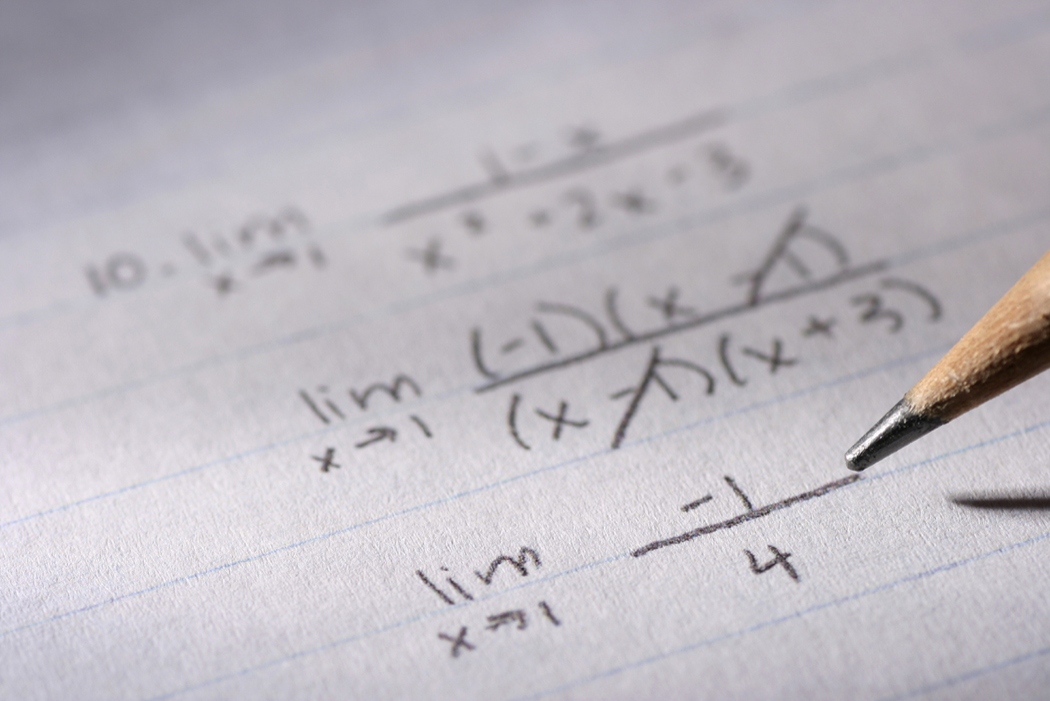 10. lim x→1 (1 - x)/(x² + 2x - 3)
lim x→1 (-1)(x - 1)/(x - 1)(x + 3)
lim x→1 -1/4